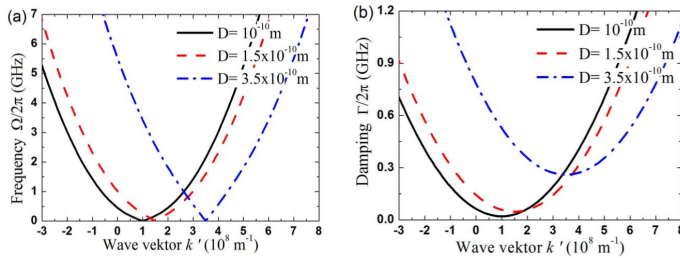 (a)
Frequency Ω/2π (GHz)
7
6
5
4
3
2
1
0
D= 10⁻¹⁰m
D= 1.5x10⁻¹⁰m
D= 3.5x10⁻¹⁰m
-3 -2 -1 0 1 2 3 4 5 6 7 8
Wave vektor k ' (10⁸ m⁻¹)
(b)
Damping Γ/2π (GHz)
1.2
0.9
0.6
0.3
0.0
D= 10⁻¹⁰m
D= 1.5x10⁻¹⁰m
D= 3.5x10⁻¹⁰m
-3 -2 -1 0 1 2 3 4 5 6 7 8
Wave vektor k ' (10⁸ m⁻¹)